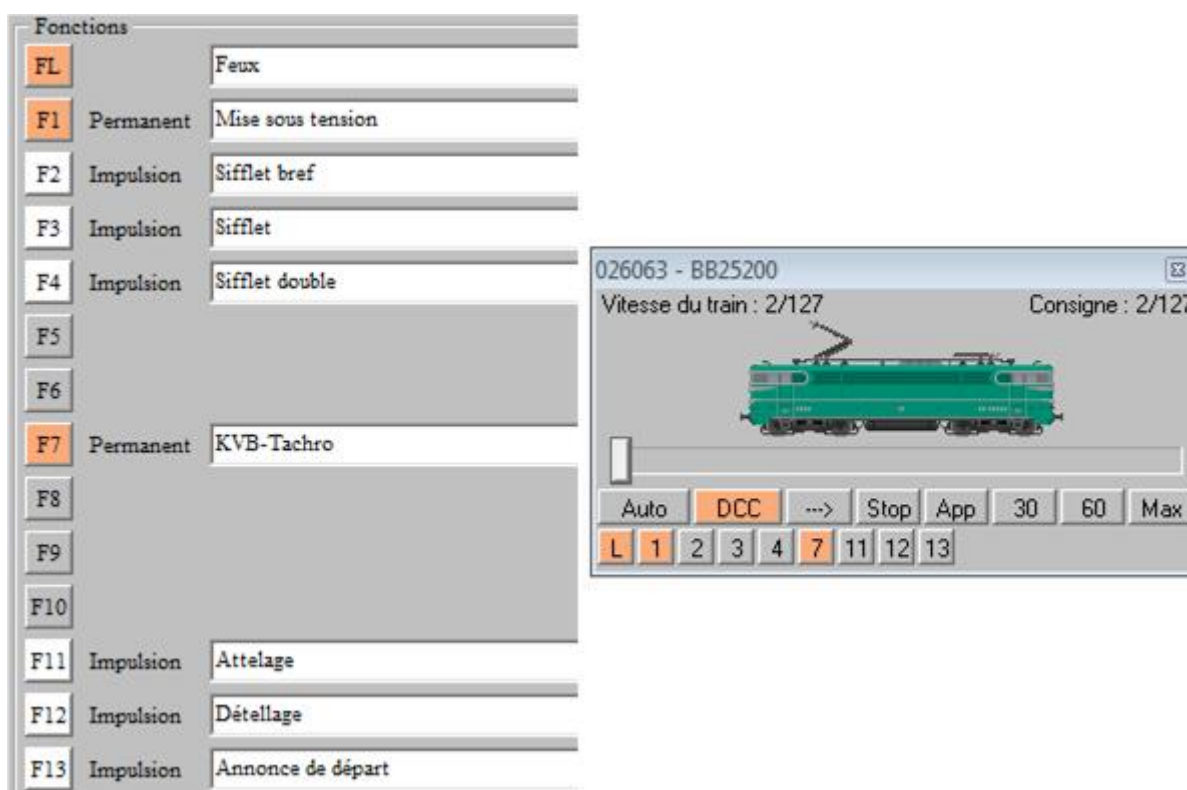 Fonctions
FL Feux
F1 Permanent Mise sous tension
F2 Impulsion Sifflet bref
F3 Impulsion Sifflet
F4 Impulsion Sifflet double
F5
F6
F7 Permanent KVB-Tachro
F8
F9
F10
F11 Impulsion Attelage
F12 Impulsion Détellage
F13 Impulsion Annonce de départ
026063 - BB25200
Vitesse du train : 2/127 Consigne : 2/127
Auto DCC ---> Stop App 30 60 Max
L 1 2 3 4 7 11 12 13